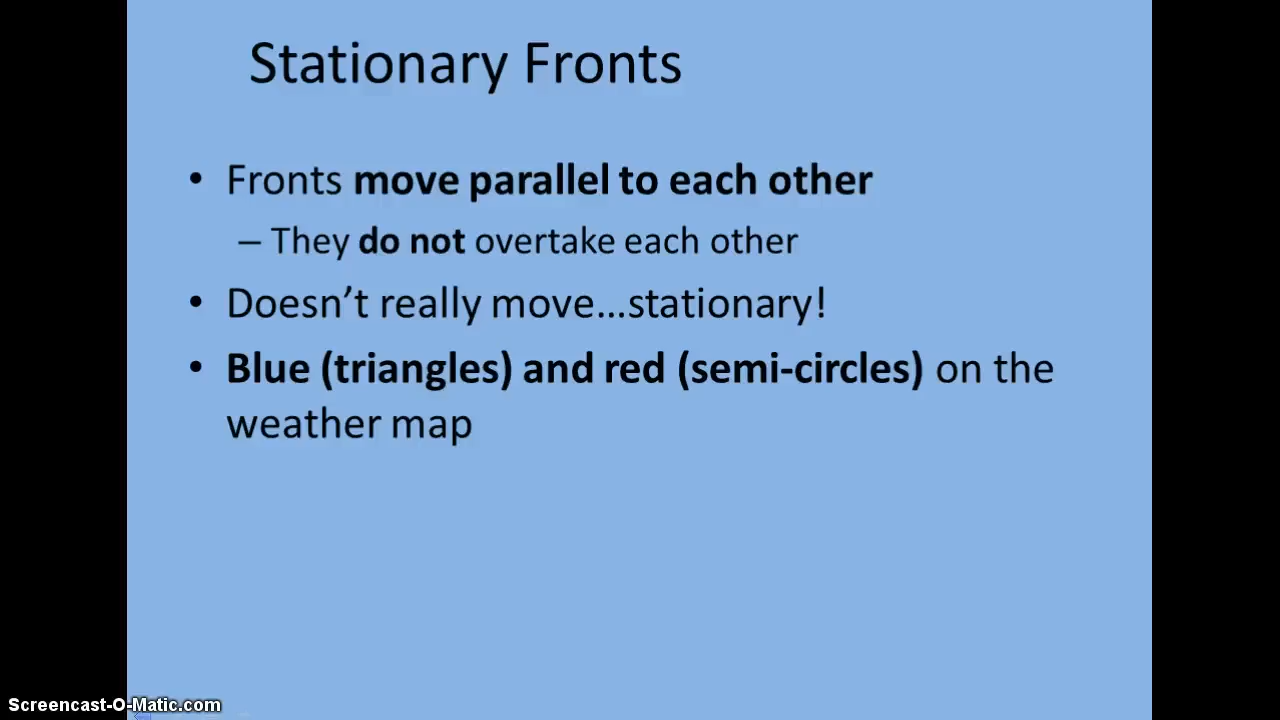 Stationary Fronts
• Fronts move parallel to each other
– They do not overtake each other
• Doesn’t really move…stationary!
• Blue (triangles) and red (semi-circles) on the
weather map
Screencast-O-Matic.com